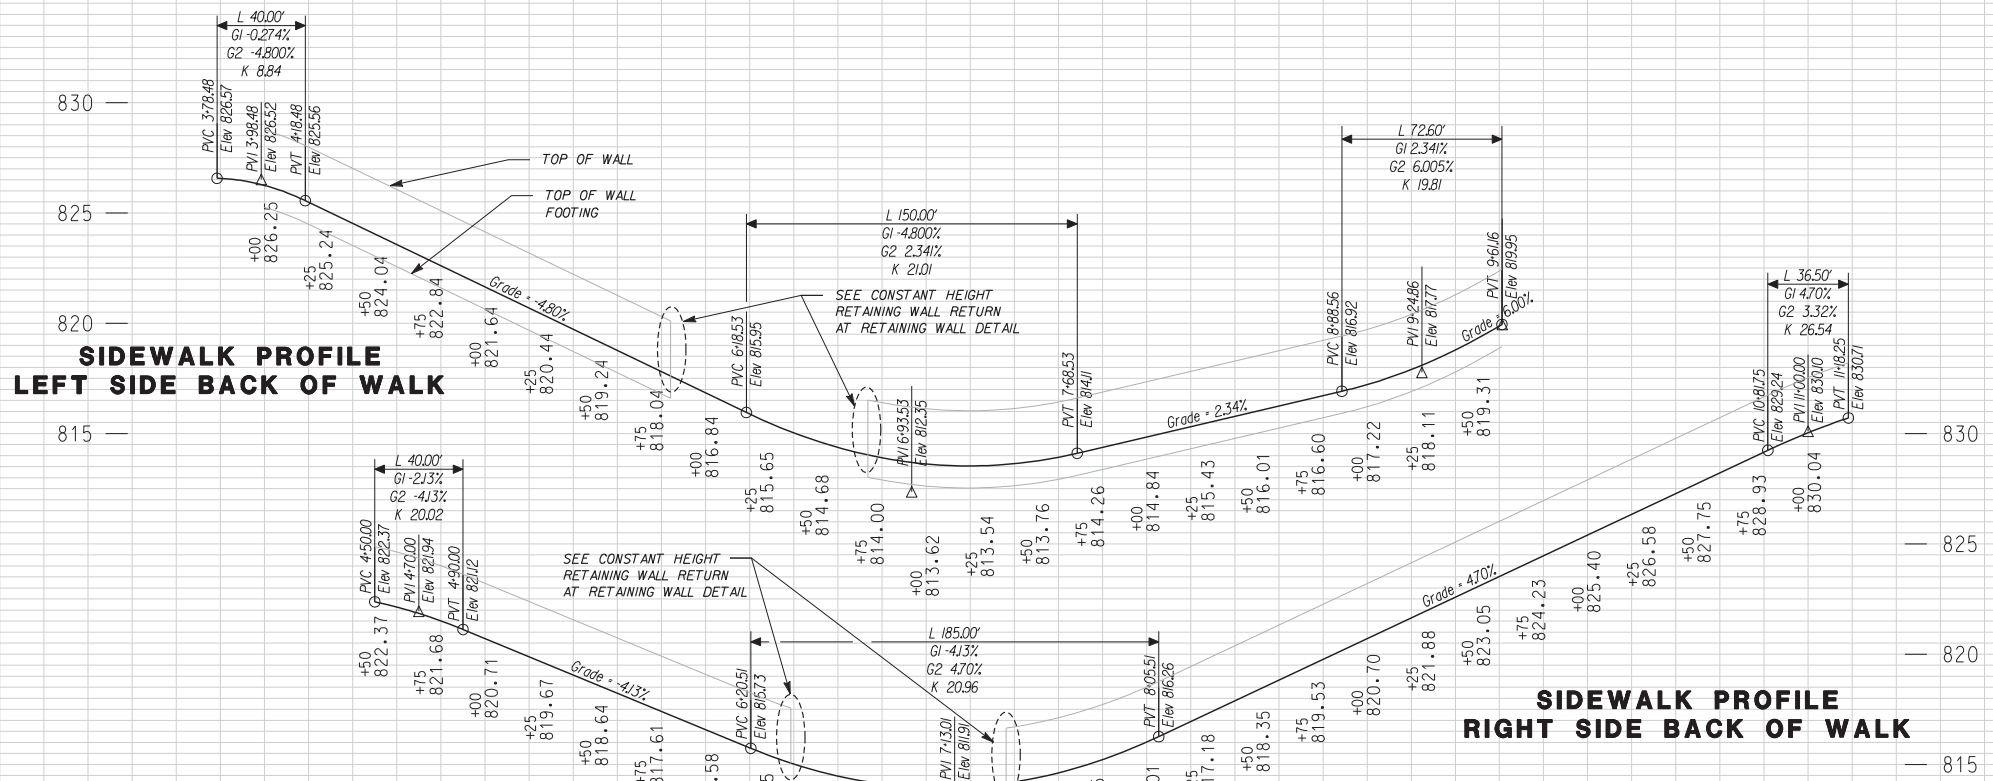 L 40.00'
G1 -0.274%
G2 -4.800%
K 8.84
PVC 3+78.48
Elev 826.57
PVI 3+98.48
Elev 826.52
PVT 4+18.48
Elev 825.56
830
825
820
815
TOP OF WALL
TOP OF WALL
FOOTING
Grade = -4.80%
SIDEWALK PROFILE
LEFT SIDE BACK OF WALK
+00
826.25
+25
825.24
+50
824.04
+75
822.84
+00
821.64
+25
820.44
+50
819.24
+75
818.04
+00
816.84
+25
815.65
+50
814.68
+75
814.00
+00
813.62
+25
813.54
+50
813.76
+75
814.26
+00
814.84
+25
815.43
+50
816.01
+75
816.60
+00
817.22
+25
818.11
+50
819.31
L 150.00'
G1 -4.800%
G2 2.341%
K 21.01
SEE CONSTANT HEIGHT
RETAINING WALL RETURN
AT RETAINING WALL DETAIL
PVC 6+18.53
Elev 815.95
PVI 6+93.53
Elev 812.35
PVT 7+68.53
Elev 814.11
Grade = 2.34%
L 72.60'
G1 2.341%
G2 6.005%
K 19.81
PVC 8+88.56
Elev 816.92
PVI 9+24.86
Elev 817.77
PVT 9+61.16
Elev 819.95
Grade = 6.00%
L 36.50'
G1 4.70%
G2 3.32%
K 26.54
PVC 10+81.75
Elev 829.24
PVI 11+00.00
Elev 830.10
PVT 11+18.25
Elev 830.71
830
825
820
815
L 40.00'
G1 -2.13%
G2 -4.13%
K 20.02
PVC 4+50.00
Elev 822.37
PVI 4+70.00
Elev 821.94
PVT 4+90.00
Elev 821.12
SEE CONSTANT HEIGHT
RETAINING WALL RETURN
AT RETAINING WALL DETAIL
Grade = -4.13%
L 185.00'
G1 -4.13%
G2 4.70%
K 20.96
PVC 6+20.51
Elev 815.73
PVI 7+13.01
Elev 811.91
PVT 8+05.51
Elev 816.26
Grade = 4.70%
+50
822.37
+75
821.68
+00
820.71
+25
819.67
+50
818.64
+75
817.61
.58
17.18
+50
818.35
+75
819.53
+00
820.70
+25
821.88
+50
823.05
+75
824.23
+00
825.40
+25
826.58
+50
827.75
+75
828.93
+00
830.04
SIDEWALK PROFILE
RIGHT SIDE BACK OF WALK